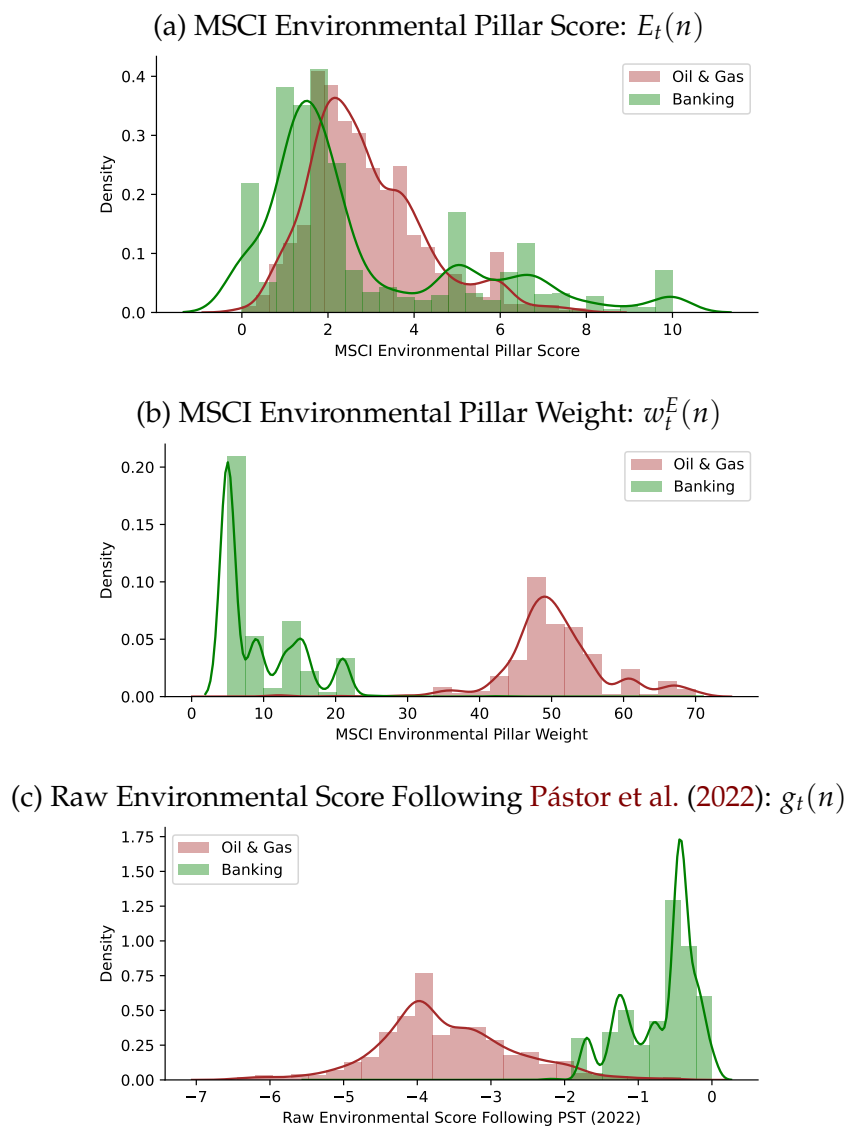 (a) MSCI Environmental Pillar Score: E_t(n)
0.4
0.3
0.2
0.1
0.0
Density
Oil & Gas
Banking
0 2 4 6 8 10
MSCI Environmental Pillar Score
(b) MSCI Environmental Pillar Weight: w_t^E(n)
0.20
0.15
0.10
0.05
0.00
Density
Oil & Gas
Banking
0 10 20 30 40 50 60 70
MSCI Environmental Pillar Weight
(c) Raw Environmental Score Following Pástor et al. (2022): g_t(n)
1.75
1.50
1.25
1.00
0.75
0.50
0.25
0.00
Density
Oil & Gas
Banking
−7 −6 −5 −4 −3 −2 −1 0
Raw Environmental Score Following PST (2022)